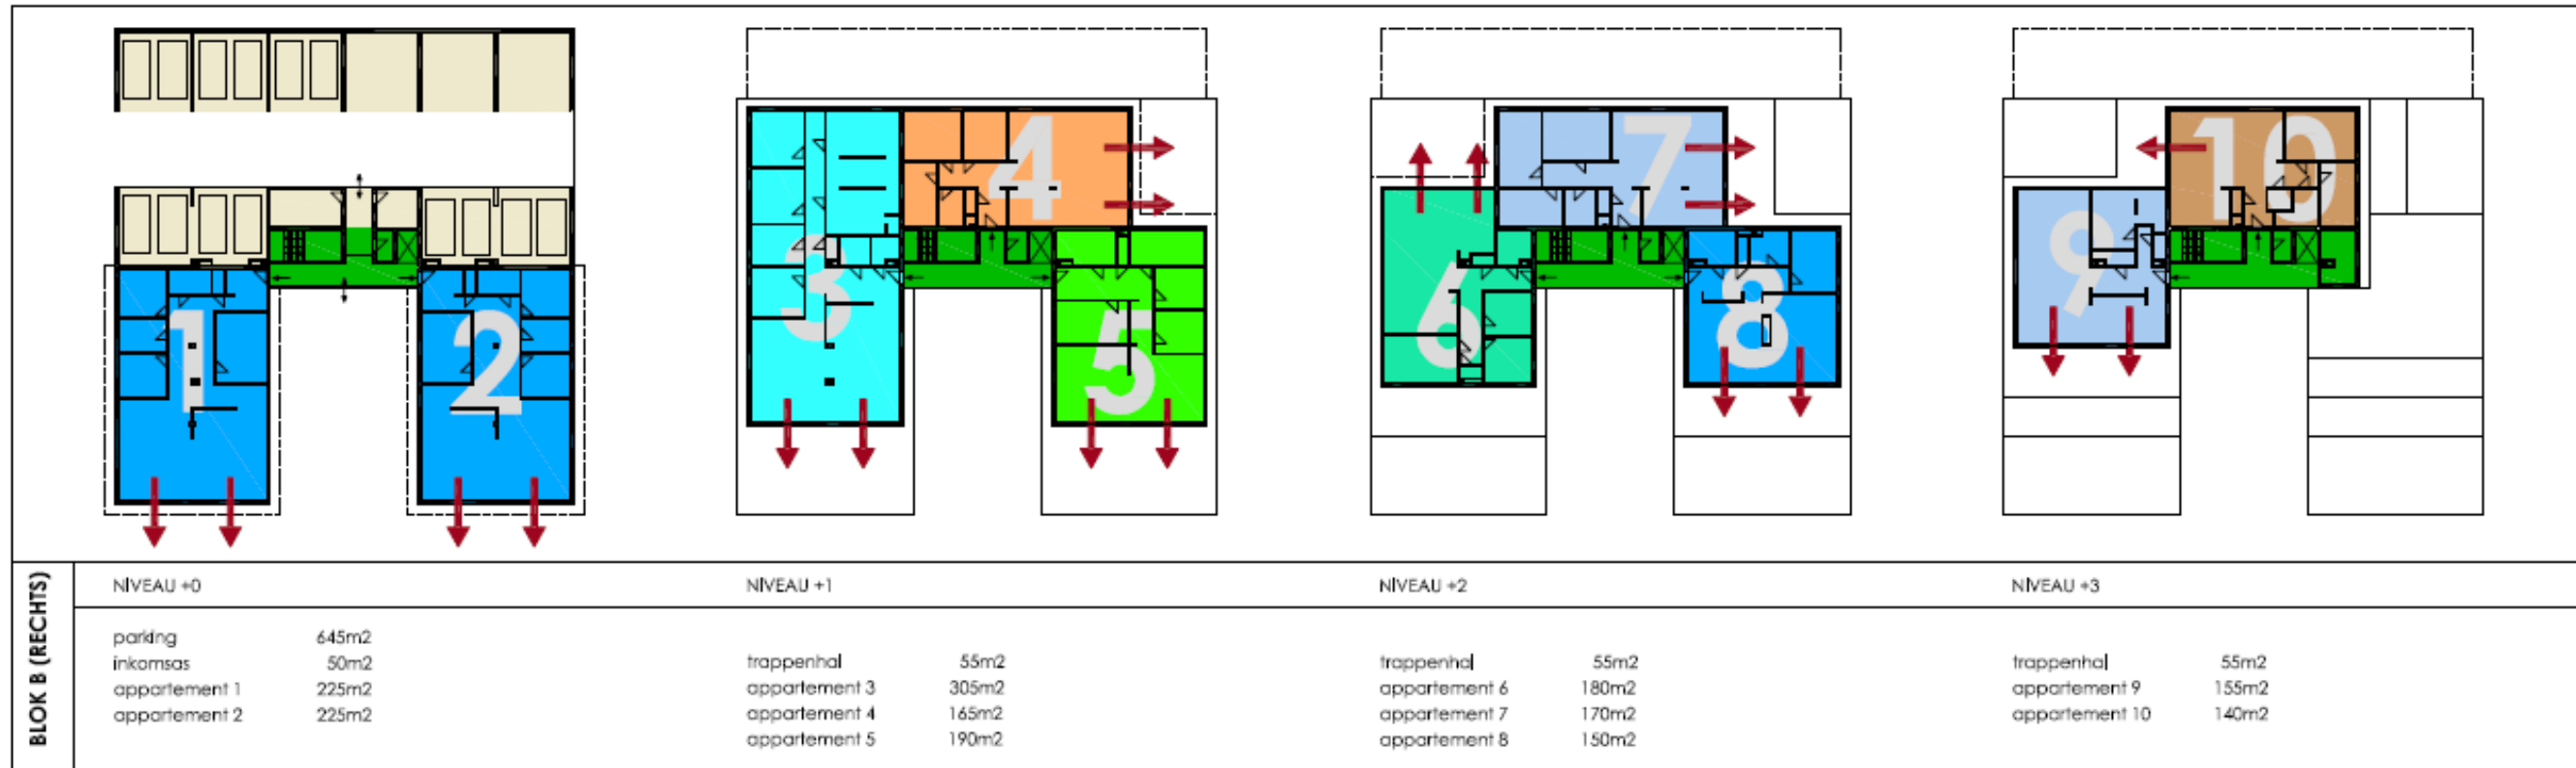 1
2
3
4
5
6
7
8
9
10
BLOK B (RECHTS)
NIVEAU +0
parking 645m2
inkomsas 50m2
appartement 1 225m2
appartement 2 225m2
NIVEAU +1
trappenhal 55m2
appartement 3 305m2
appartement 4 165m2
appartement 5 190m2
NIVEAU +2
trappenhal 55m2
appartement 6 180m2
appartement 7 170m2
appartement 8 150m2
NIVEAU +3
trappenhal 55m2
appartement 9 155m2
appartement 10 140m2